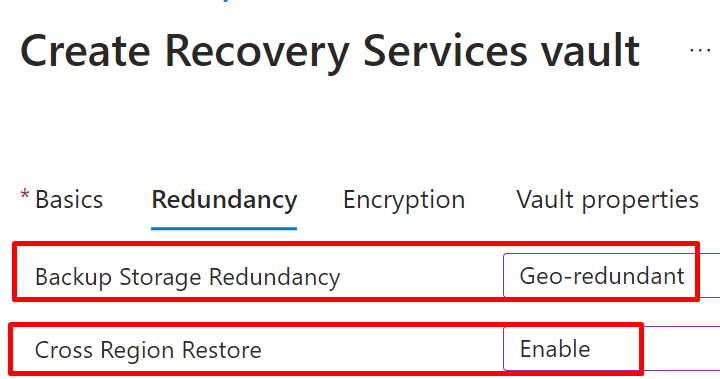 Create Recovery Services vault ...
* Basics Redundancy Encryption Vault properties
Backup Storage Redundancy Geo-redundant
Cross Region Restore Enable